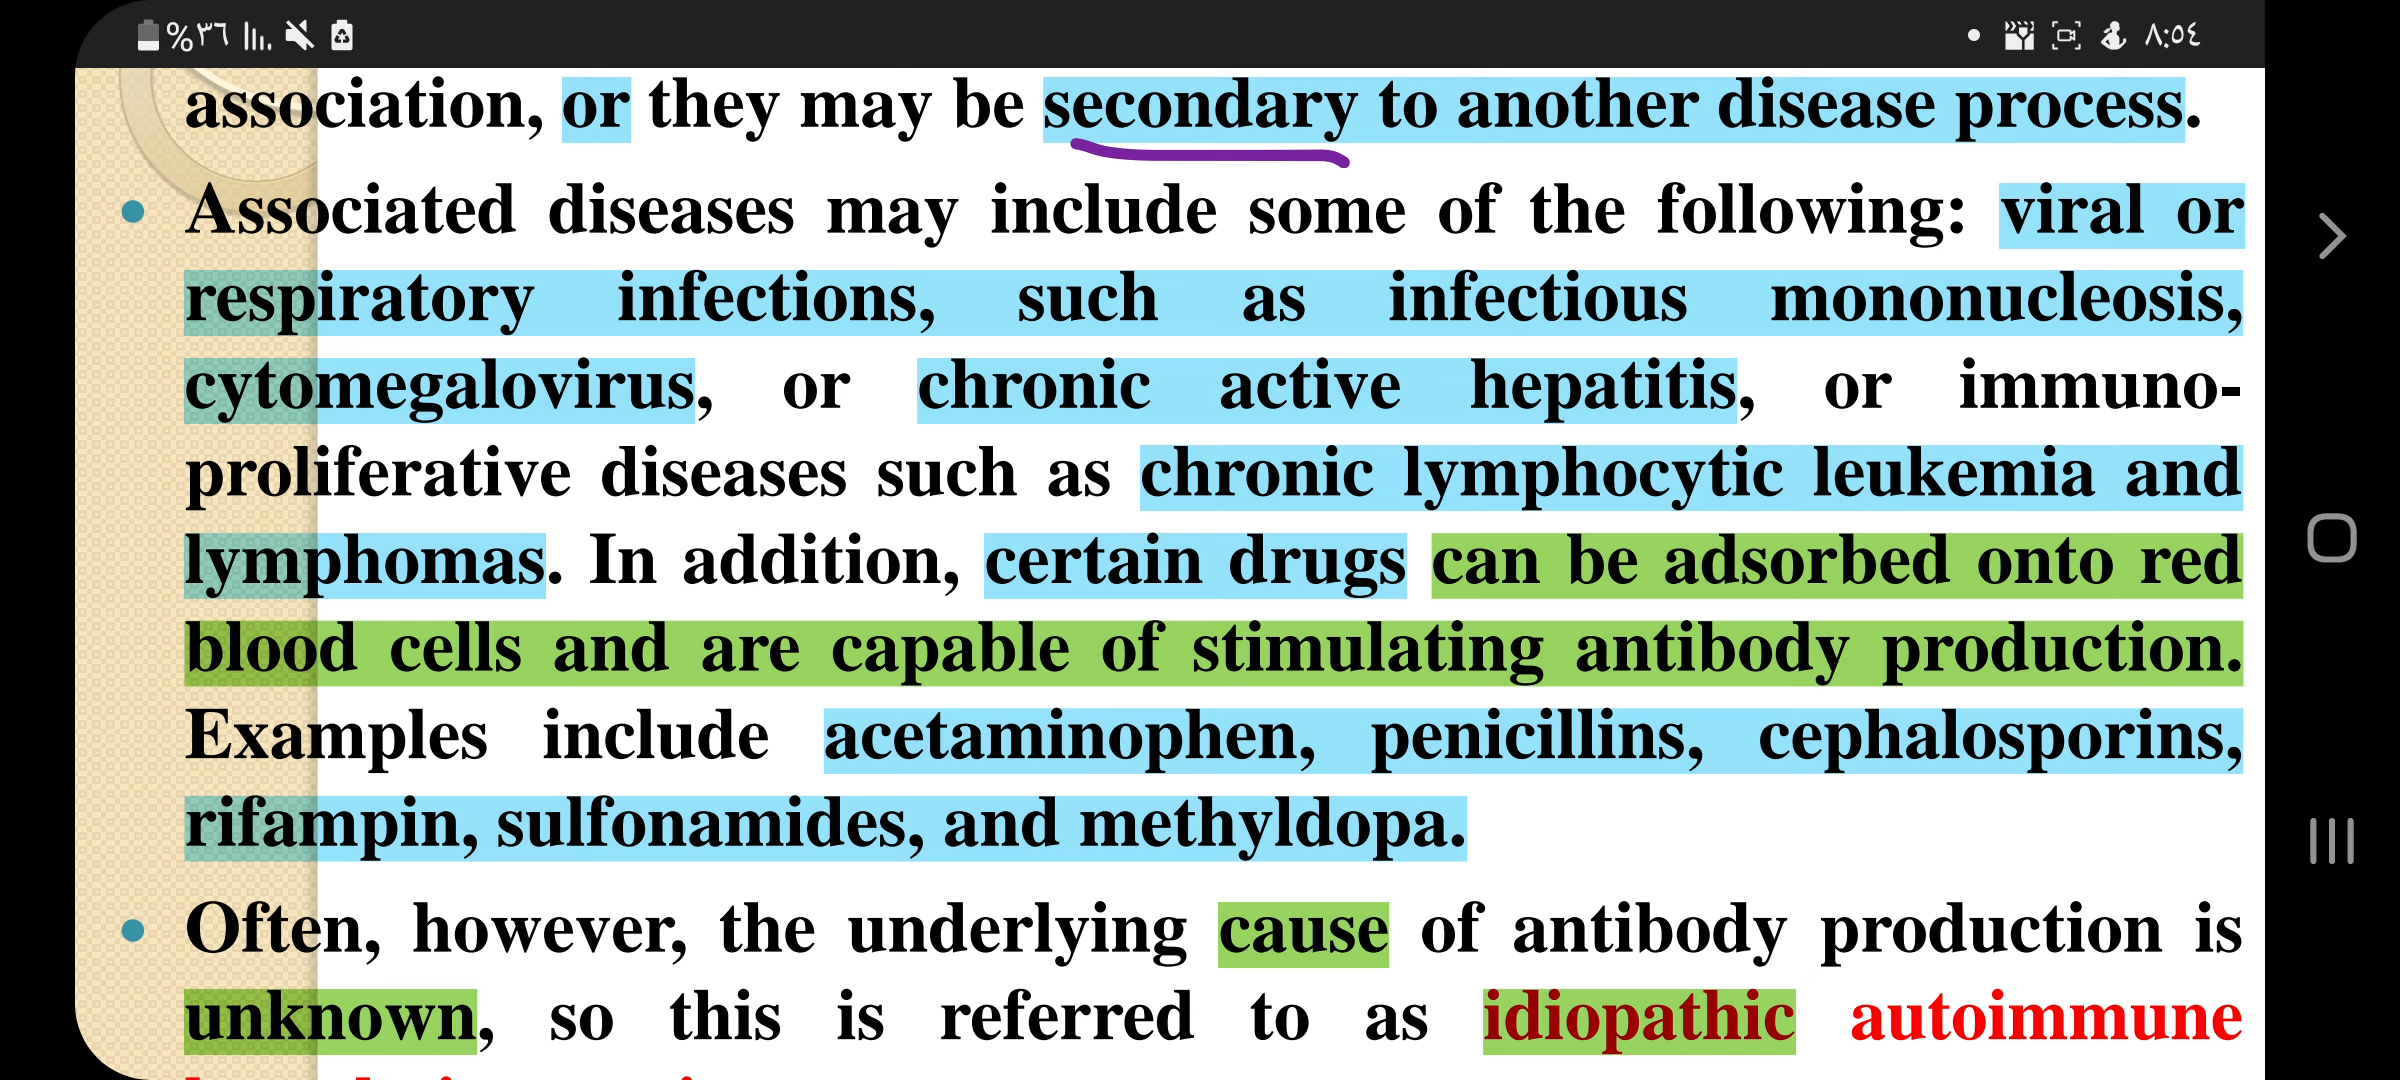 %٣٦ ٨:٥٤
association, or they may be secondary to another disease process.
• Associated diseases may include some of the following: viral or
respiratory infections, such as infectious mononucleosis,
cytomegalovirus, or chronic active hepatitis, or immuno-
proliferative diseases such as chronic lymphocytic leukemia and
lymphomas. In addition, certain drugs can be adsorbed onto red
blood cells and are capable of stimulating antibody production.
Examples include acetaminophen, penicillins, cephalosporins,
rifampin, sulfonamides, and methyldopa.
• Often, however, the underlying cause of antibody production is
unknown, so this is referred to as idiopathic autoimmune